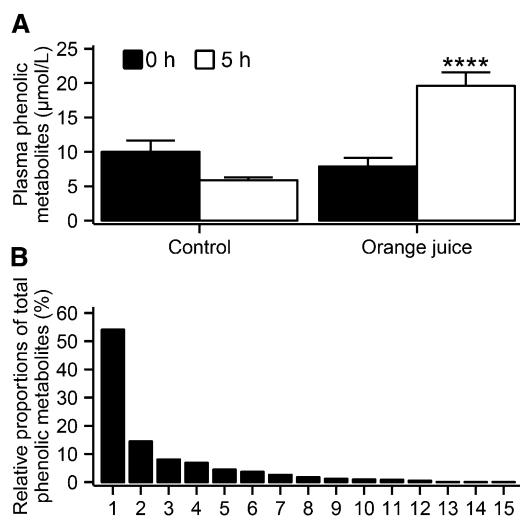 A
Plasma phenolic
metabolites (µmol/L)
25
20
15
10
5
0
0 h
5 h
****
Control
Orange juice
B
Relative proportions of total
phenolic metabolites (%)
60
50
40
30
20
10
0
1 2 3 4 5 6 7 8 9 10 11 12 13 14 15